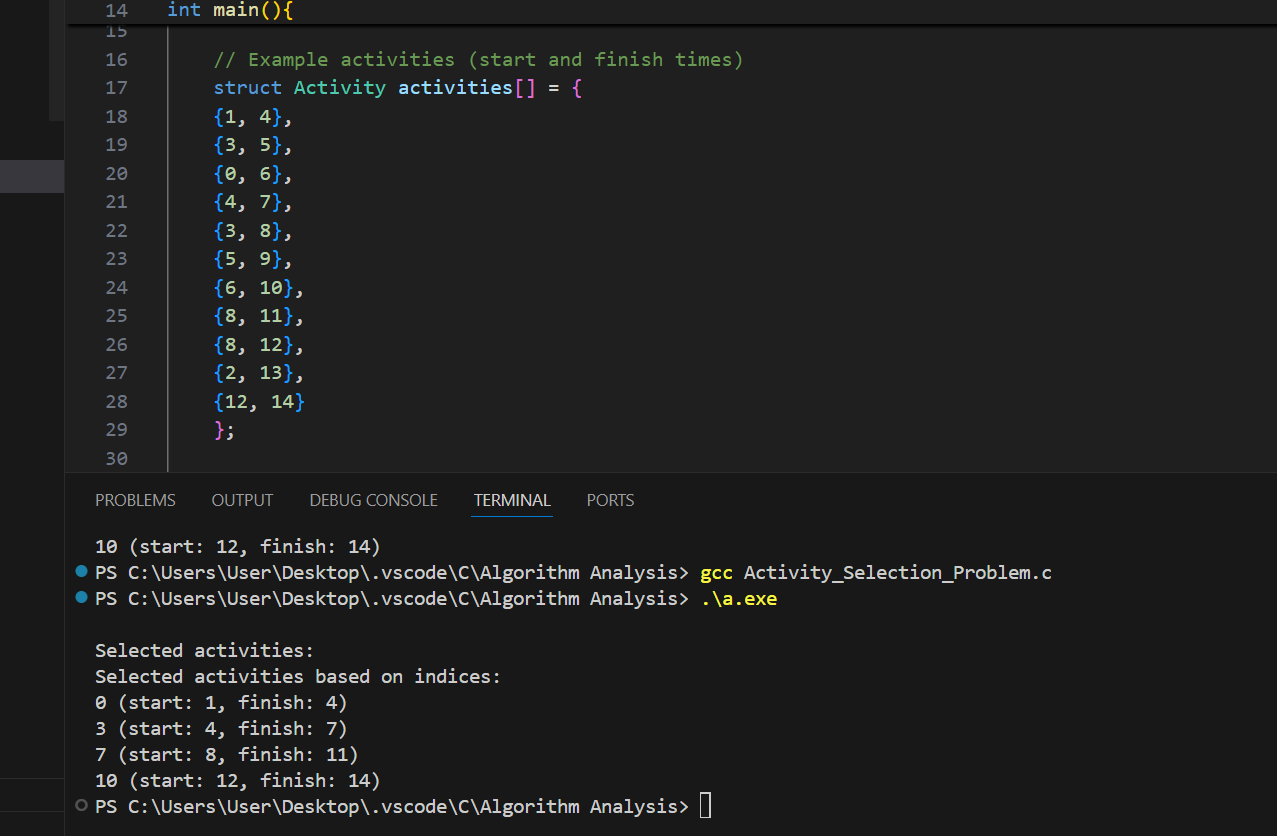 14 int main(){
15
16 // Example activities (start and finish times)
17 struct Activity activities[] = {
18 {1, 4},
19 {3, 5},
20 {0, 6},
21 {4, 7},
22 {3, 8},
23 {5, 9},
24 {6, 10},
25 {8, 11},
26 {8, 12},
27 {2, 13},
28 {12, 14}
29 };
30
PROBLEMS OUTPUT DEBUG CONSOLE TERMINAL PORTS
10 (start: 12, finish: 14)
PS C:\Users\User\Desktop\.vscode\C\Algorithm Analysis> gcc Activity_Selection_Problem.c
PS C:\Users\User\Desktop\.vscode\C\Algorithm Analysis> .\a.exe
Selected activities:
Selected activities based on indices:
0 (start: 1, finish: 4)
3 (start: 4, finish: 7)
7 (start: 8, finish: 11)
10 (start: 12, finish: 14)
PS C:\Users\User\Desktop\.vscode\C\Algorithm Analysis>